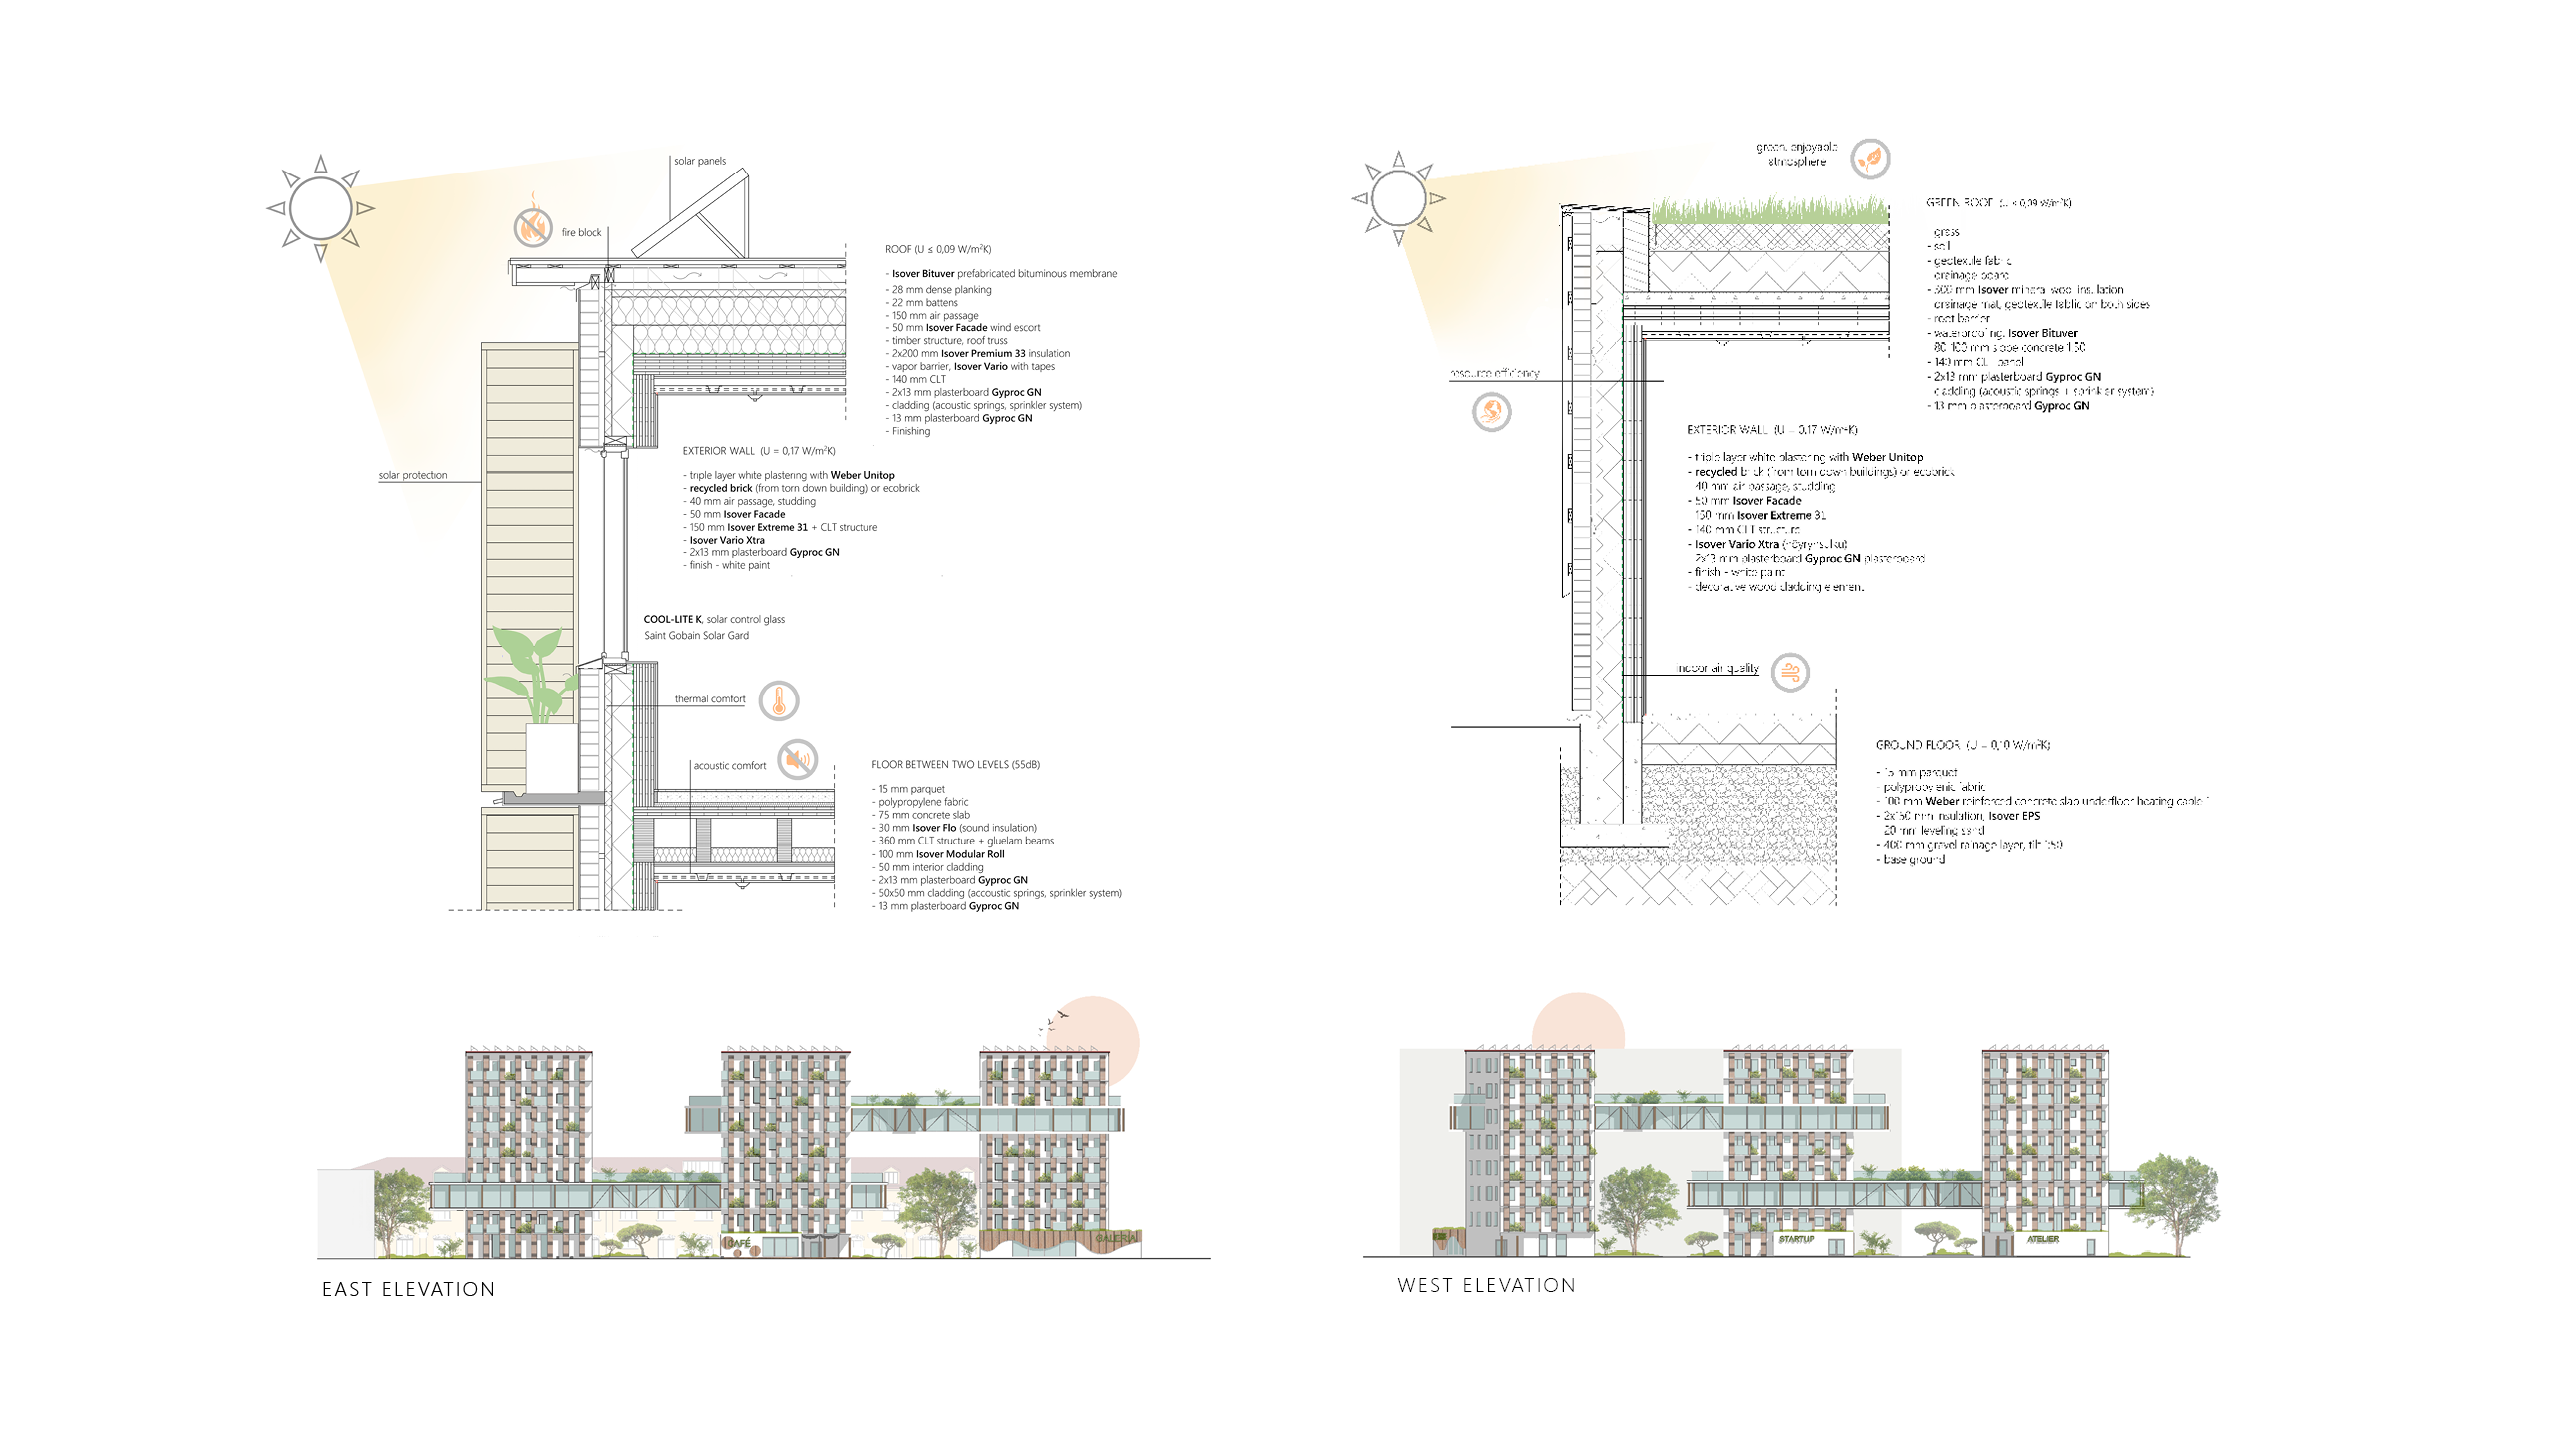 solar panels
fire block
solar protection
ROOF (U ≤ 0,09 W/m²K)
- Isover Bituver prefabricated bituminous membrane
- 28 mm dense planking
- 22 mm battens
- 150 mm air passage
- 50 mm Isover Facade wind escort
- timber structure, roof truss
- 2x200 mm Isover Premium 33 insulation
- vapor barrier, Isover Vario with tapes
- 140 mm CLT
- 2x13 mm plasterboard Gyproc GN
- cladding (acoustic springs, sprinkler system)
- 13 mm plasterboard Gyproc GN
- Finishing
EXTERIOR WALL (U = 0,17 W/m²K)
- triple layer white plastering with Weber Unitop
- recycled brick (from torn down building) or ecobrick
- 40 mm air passage, studding
- 50 mm Isover Facade
- 150 mm Isover Extreme 31 + CLT structure
- Isover Vario Xtra
- 2x13 mm plasterboard Gyproc GN
- finish - white paint
COOL-LITE K, solar control glass
Saint Gobain Solar Gard
thermal comfort
acoustic comfort
FLOOR BETWEEN TWO LEVELS (55dB)
- 15 mm parquet
- polypropylene fabric
- 75 mm concrete slab
- 30 mm Isover Flo (sound insulation)
- 360 mm CLT structure + gluelam beams
- 100 mm Isover Modular Roll
- 50 mm interior cladding
- 2x13 mm plasterboard Gyproc GN
- 50x50 mm cladding (accoustic springs, sprinkler system)
- 13 mm plasterboard Gyproc GN
green, enjoyable
atmosphere
resource efficiency
GREEN ROOF (U ≤ 0,09 W/m²K)
grass
- soil
- geotextile fabric
drainage board
- 300 mm Isover mineral wool insulation
drainage mat, geotextile fablic on both sides
- root barrier
- waterproofing, Isover Bituver
80-100 mm slope concrete 1:50
- 140 mm CLT panel
- 2x13 mm plasterboard Gyproc GN
cladding (acoustic springs + sprinkler system)
- 13 mm plasterboard Gyproc GN
EXTERIOR WALL (U = 0,17 W/m²K)
- triple layer white plastering with Weber Unitop
- recycled brick (from torn down buildings) or ecobrick
40 mm air passage, studding
- 50 mm Isover Facade
150 mm Isover Extreme 31
- 140 mm CLT structure
- Isover Vario Xtra (höyrynsulku)
2x13 mm plasterboard Gyproc GN plasterboard
- finish - white paint
- decorative wood cladding element
indoor air quality
GROUND FLOOR (U = 0,10 W/m²K)
- 15 mm parquet
- polypropylenic fabric
- 100 mm Weber reinforced concrete slab underfloor heating cable
- 2x150 mm insulation, Isover EPS
20 mm leveling sand
- 400 mm gravel rainage layer, tilt 1:50
- base ground
CAFÉ
GALERIA
EAST ELEVATION
STARTUP
ATELIER
WEST ELEVATION